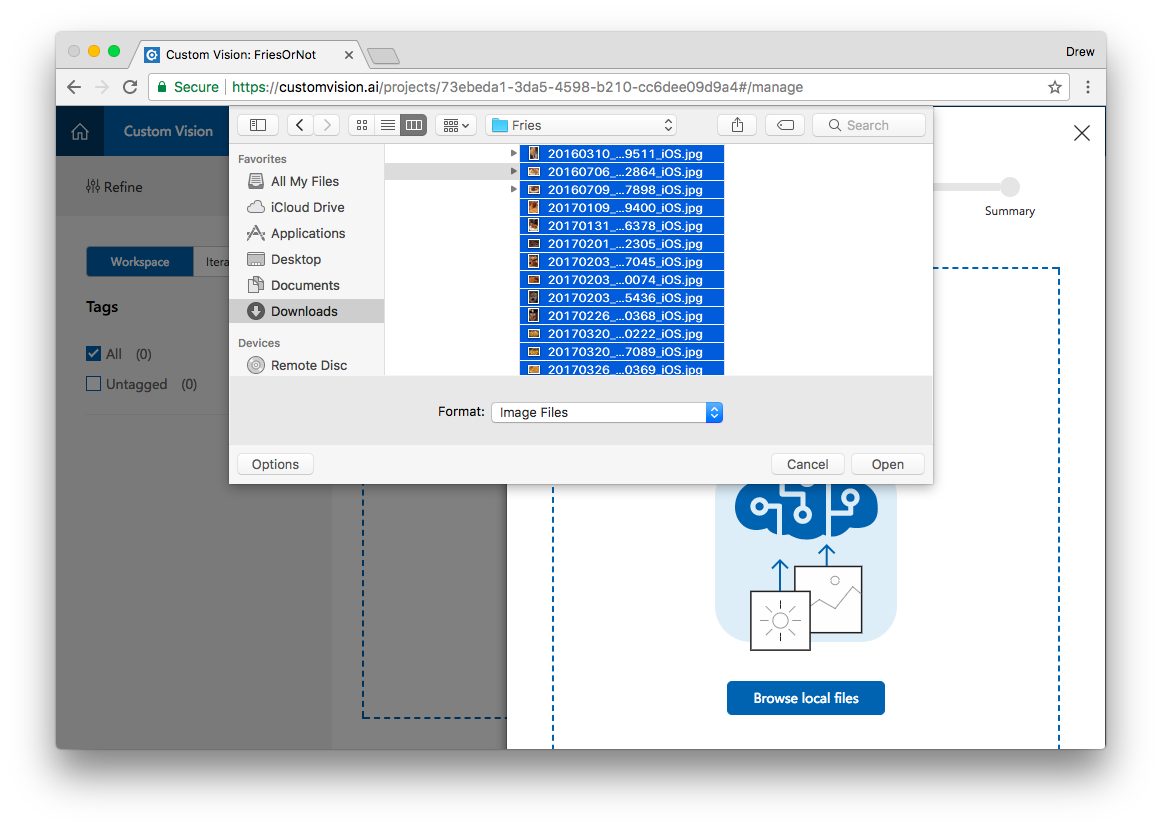 Custom Vision: FriesOrNot
Drew
Secure
https://customvision.ai/projects/73ebeda1-3da5-4598-b210-cc6dee09d9a4#/manage
Custom Vision
Fries
Search
Refine
Summary
Workspace
Itera
Tags
All (0)
Untagged (0)
Favorites
All My Files
iCloud Drive
Applications
Desktop
Documents
Downloads
Devices
Remote Disc
20160310_...9511_iOS.jpg
20160706_...2864_iOS.jpg
20160709_...7898_iOS.jpg
20170109_...9400_iOS.jpg
20170131_...6378_iOS.jpg
20170201_...2305_iOS.jpg
20170203_...7045_iOS.jpg
20170203_...0074_iOS.jpg
20170203_...5436_iOS.jpg
20170226_...0368_iOS.jpg
20170320_...0222_iOS.jpg
20170320_...7089_iOS.jpg
20170326_...0369_iOS.jpg
Format: Image Files
Options
Cancel
Open
Browse local files